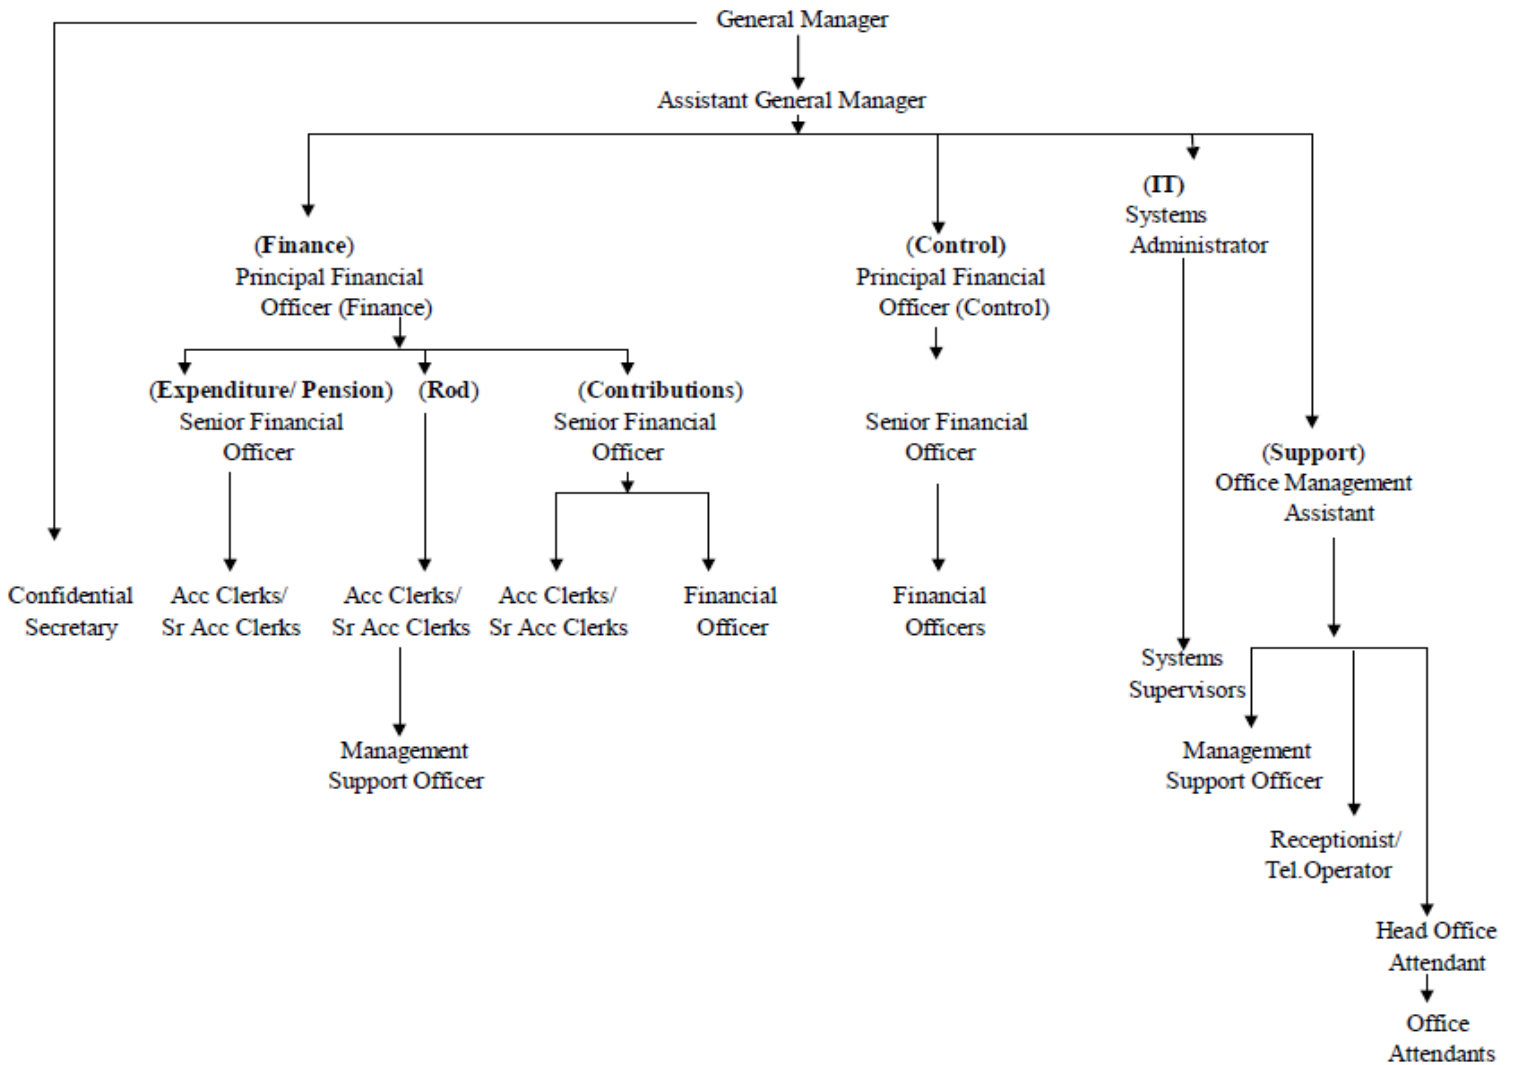 General Manager
Assistant General Manager
(IT)
Systems
Administrator
(Finance)
Principal Financial
Officer (Finance)
(Control)
Principal Financial
Officer (Control)
(Expenditure/ Pension)
Senior Financial
Officer
(Rod)
(Contributions)
Senior Financial
Officer
Senior Financial
Officer
(Support)
Office Management
Assistant
Confidential
Secretary
Acc Clerks/
Sr Acc Clerks
Acc Clerks/
Sr Acc Clerks
Acc Clerks/
Sr Acc Clerks
Financial
Officer
Financial
Officers
Systems
Supervisors
Management
Support Officer
Management
Support Officer
Receptionist/
Tel.Operator
Head Office
Attendant
Office
Attendants